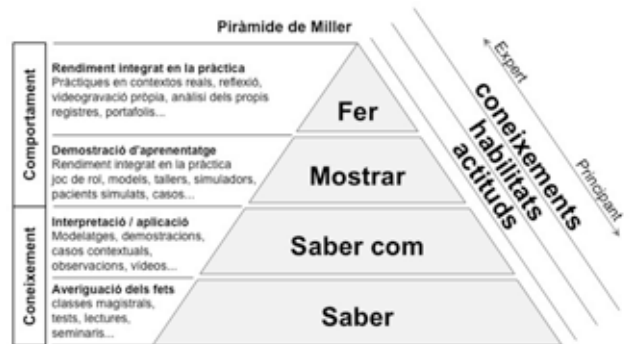 Piràmide de Miller
Comportament
Rendiment integrat en la pràctica
Pràctiques en contextos reals, reflexió,
videogravació pròpia, anàlisi dels propis
registres, portafolis...
Fer
Demostració d'aprenentatge
Rendiment integrat en la pràctica
joc de rol, models, tallers, simuladors,
pacients simulats, casos...
Mostrar
Coneixement
Interpretació / aplicació
Modelatges, demostracions,
casos contextuals,
observacions, vídeos...
Saber com
Averiguació dels fets
classes magistrals,
tests, lectures,
seminaris...
Saber
Expert
Principant
coneixements
habilitats
actituds